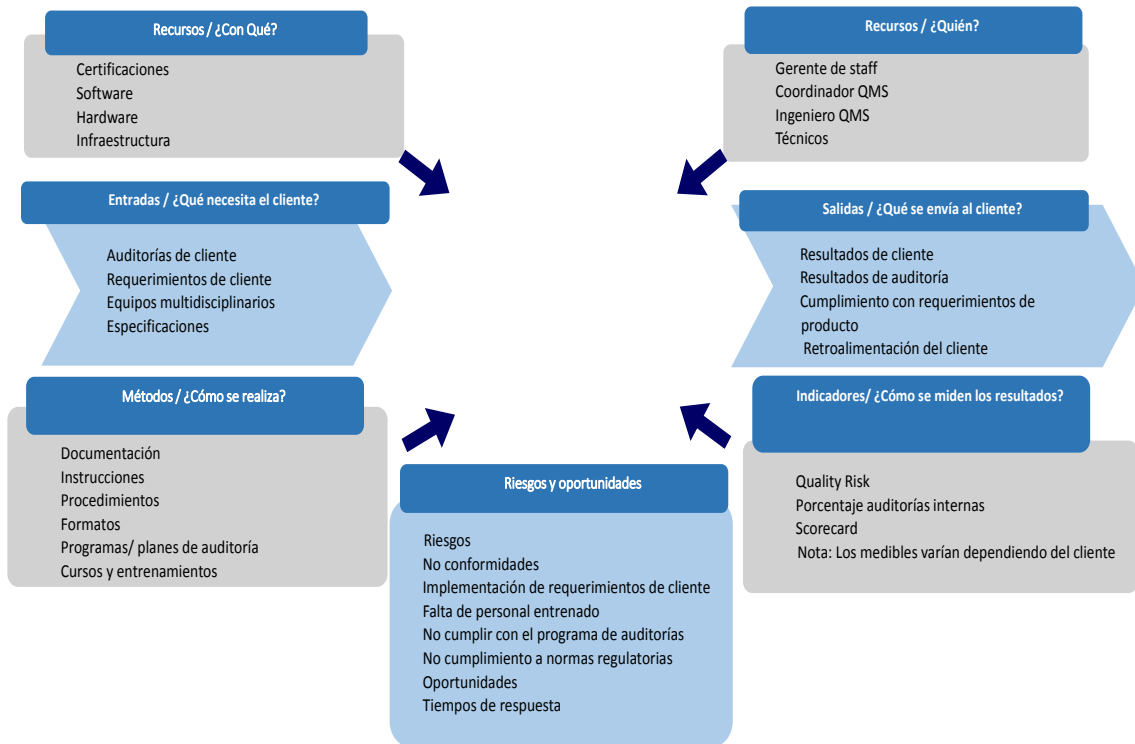 Recursos / ¿Con Qué?
Certificaciones
Software
Hardware
Infraestructura
Recursos / ¿Quién?
Gerente de staff
Coordinador QMS
Ingeniero QMS
Técnicos
Entradas / ¿Qué necesita el cliente?
Auditorías de cliente
Requerimientos de cliente
Equipos multidisciplinarios
Especificaciones
Salidas / ¿Qué se envía al cliente?
Resultados de cliente
Resultados de auditoría
Cumplimiento con requerimientos de
producto
Retroalimentación del cliente
Métodos / ¿Cómo se realiza?
Documentación
Instrucciones
Procedimientos
Formatos
Programas/ planes de auditoría
Cursos y entrenamientos
Riesgos y oportunidades
Riesgos
No conformidades
Implementación de requerimientos de cliente
Falta de personal entrenado
No cumplir con el programa de auditorías
No cumplimiento a normas regulatorias
Oportunidades
Tiempos de respuesta
Indicadores/ ¿Cómo se miden los resultados?
Quality Risk
Porcentaje auditorías internas
Scorecard
Nota: Los medibles varían dependiendo del cliente